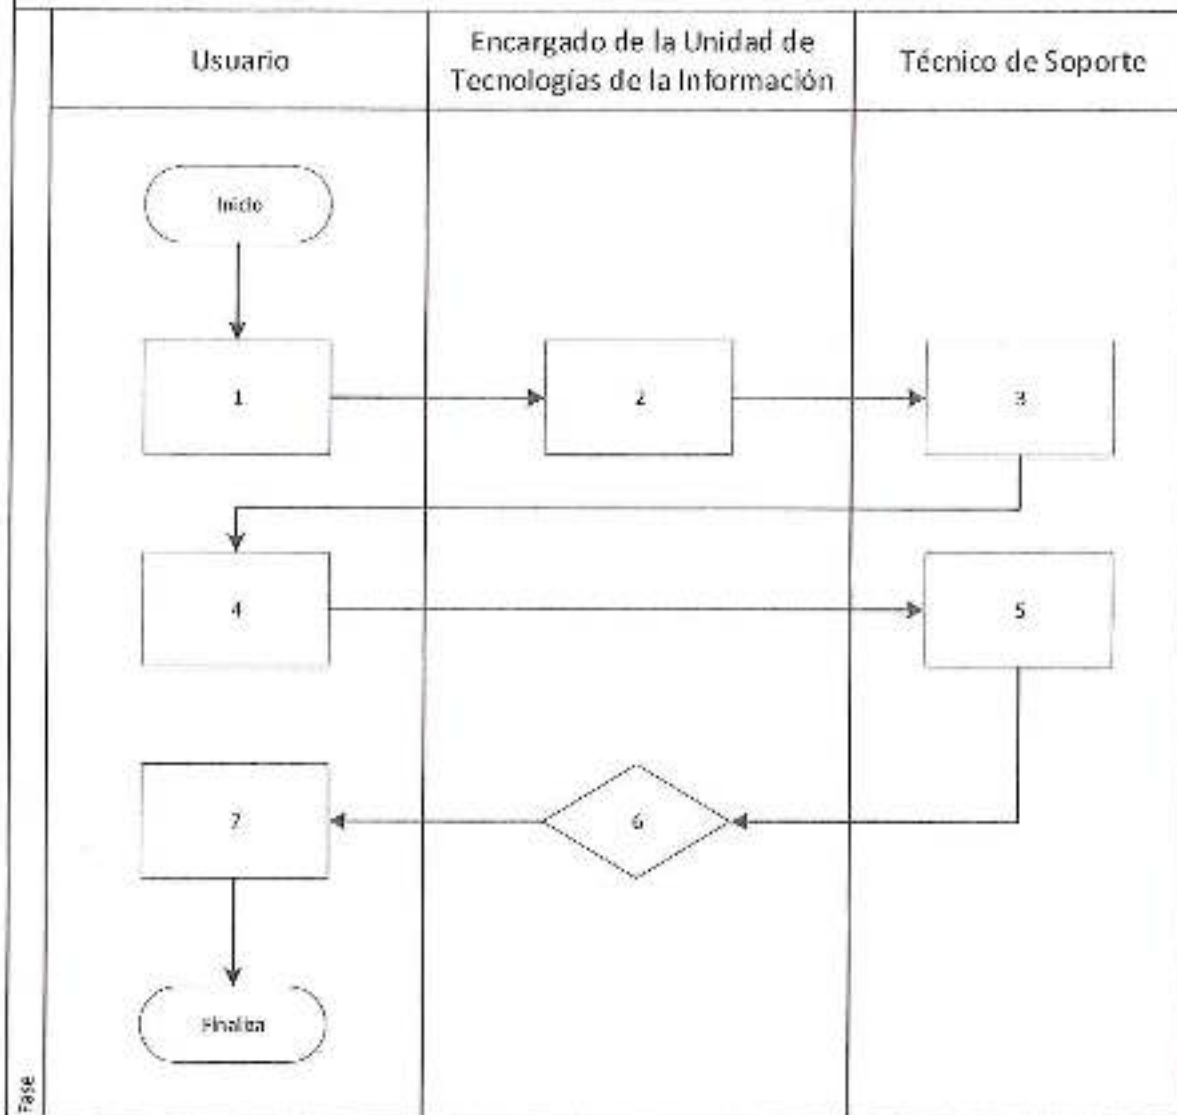 Usuario
Encargado de la Unidad de
Tecnologías de la Información
Técnico de Soporte
Inicio
1
2
3
4
5
7
6
Finaliza
Fase